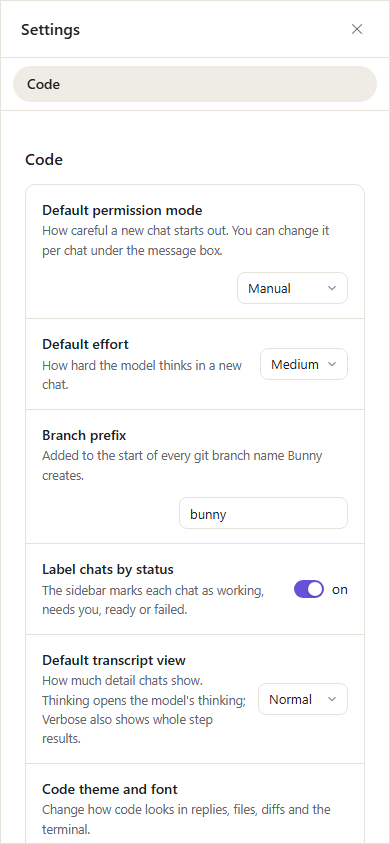 Settings
Code
Code
Default permission mode
How careful a new chat starts out. You can change it
per chat under the message box.
Manual
Default effort
How hard the model thinks in a new
chat.
Medium
Branch prefix
Added to the start of every git branch name Bunny
creates.
bunny
Label chats by status
The sidebar marks each chat as working,
needs you, ready or failed.
on
Default transcript view
How much detail chats show.
Thinking opens the model's thinking;
Verbose also shows whole step
results.
Normal
Code theme and font
Change how code looks in replies, files, diffs and the
terminal.